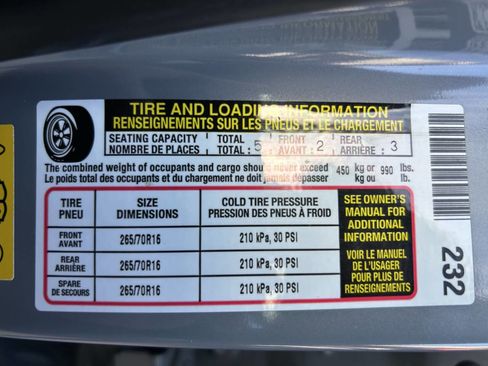 TIRE AND LOADING INFORMATION
RENSEIGNEMENTS SUR LES PNEUS ET LE CHARGEMENT
SEATING CAPACITY TOTAL FRONT REAR
NOMBRE DE PLACES TOTAL : 5 AVANT : 2 ARRIÈRE : 3
The combined weight of occupants and cargo should never exceed 450 kg or 990 lbs.
Le poids total des occupants et du chargement ne doit jamais dépasser kg ou lb.
TIRE SIZE COLD TIRE PRESSURE
PNEU DIMENSIONS PRESSION DES PNEUS À FROID
FRONT
AVANT 265/70R16 210 kPa, 30 PSI
REAR
ARRIÈRE 265/70R16 210 kPa, 30 PSI
SPARE
DE SECOURS 265/70R16 210 kPa, 30 PSI
SEE OWNER'S
MANUAL FOR
ADDITIONAL
INFORMATION
VOIR LE MANUEL
DE L'USAGER
POUR PLUS DE
RENSEIGNEMENTS
232